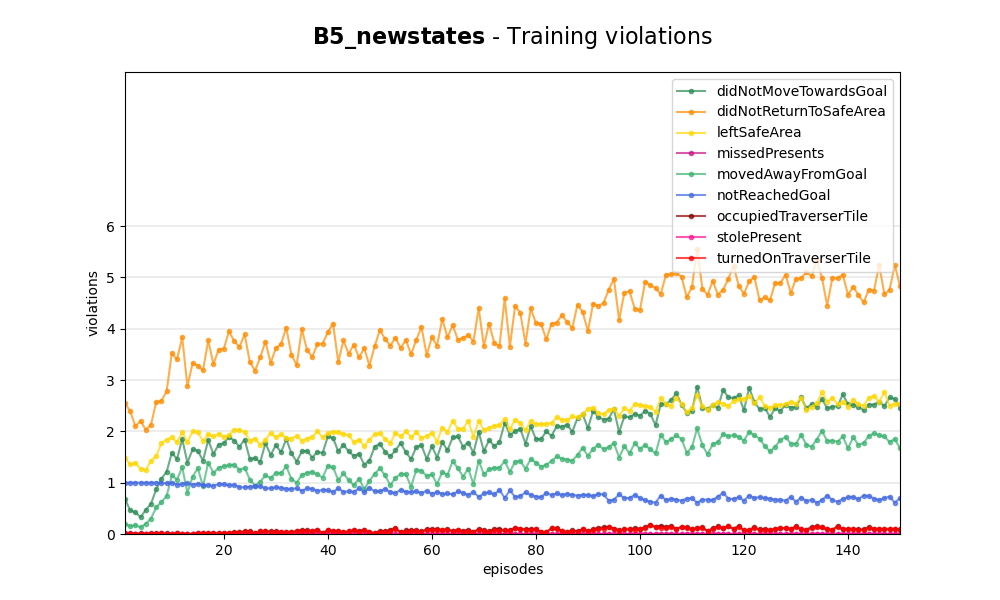 B5_newstates - Training violations
didNotMoveTowardsGoal
didNotReturnToSafeArea
leftSafeArea
missedPresents
movedAwayFromGoal
notReachedGoal
occupiedTraverserTile
stolePresent
turnedOnTraverserTile
violations
6
5
4
3
2
1
0
20 40 60 80 100 120 140
episodes